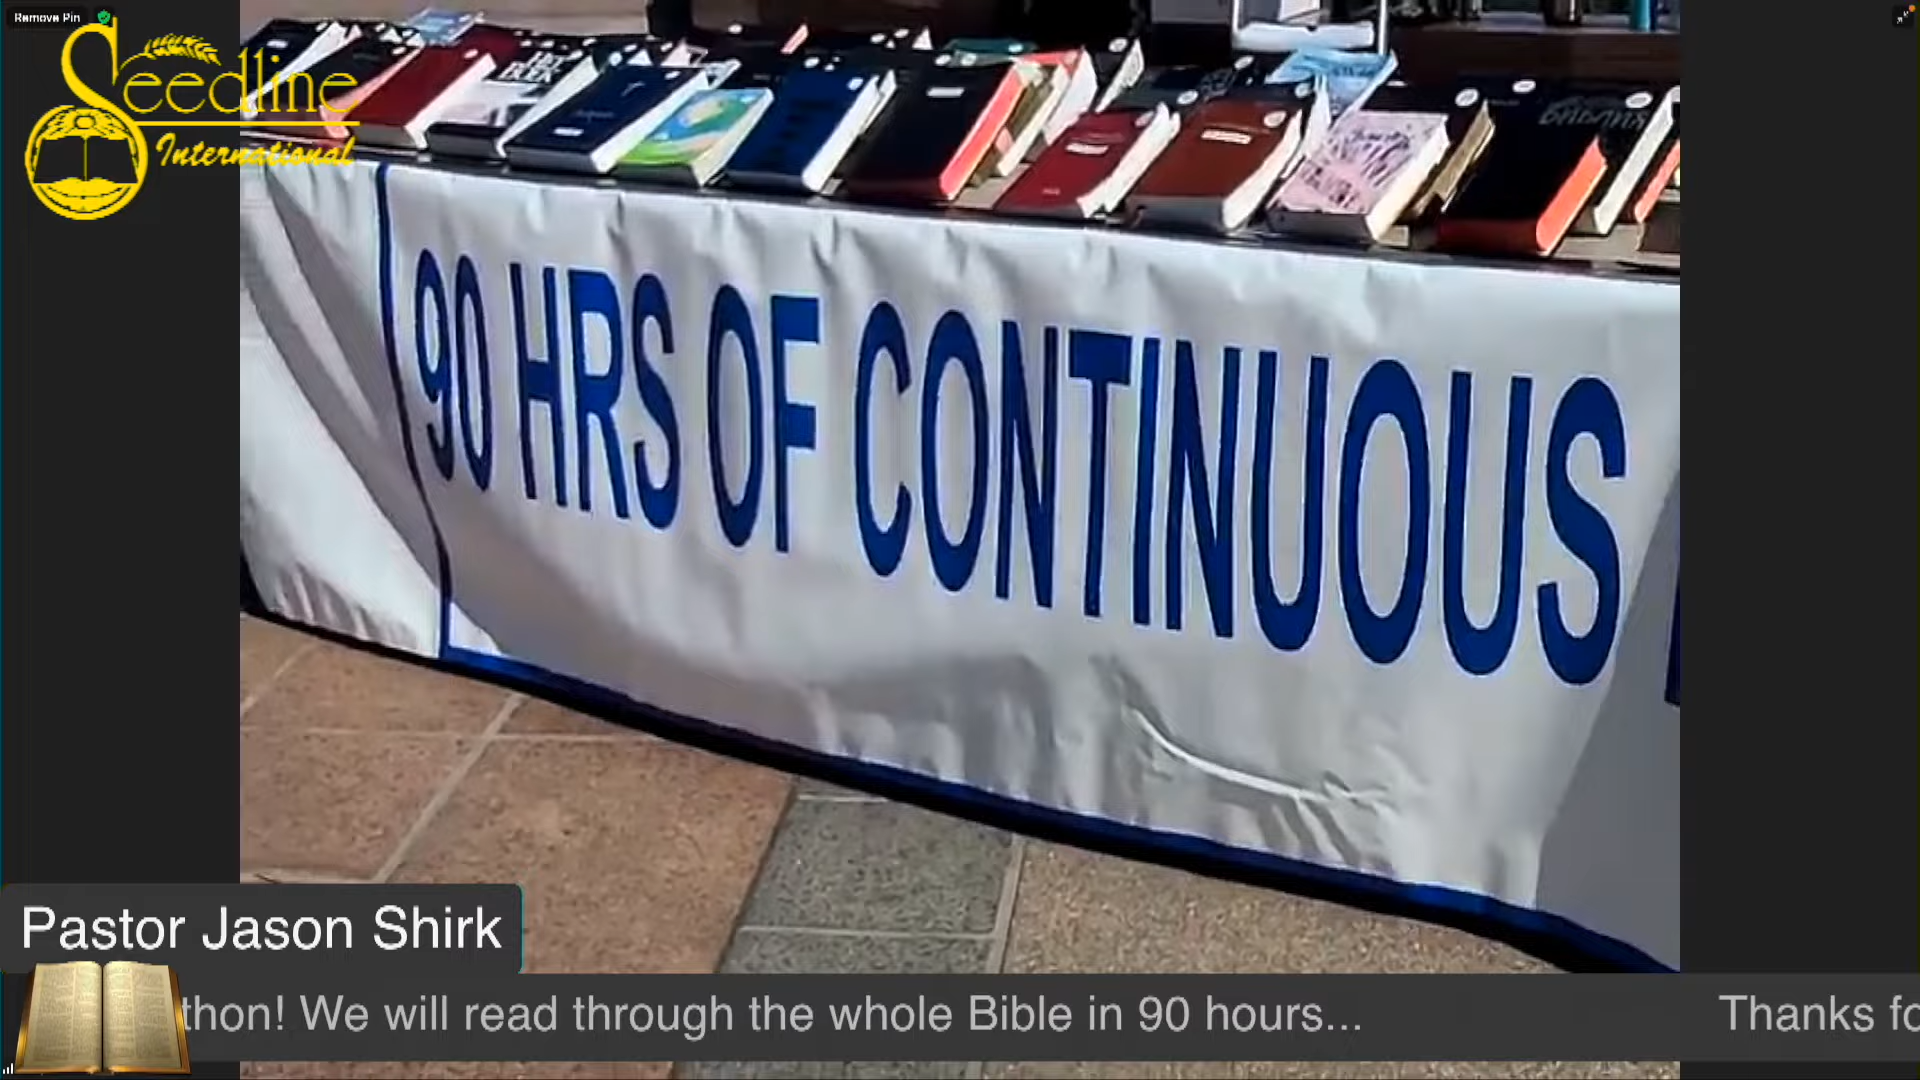 Remove Pin
Seedline
International
90 HRS OF CONTINUOUS
Pastor Jason Shirk
thon! We will read through the whole Bible in 90 hours... Thanks fo